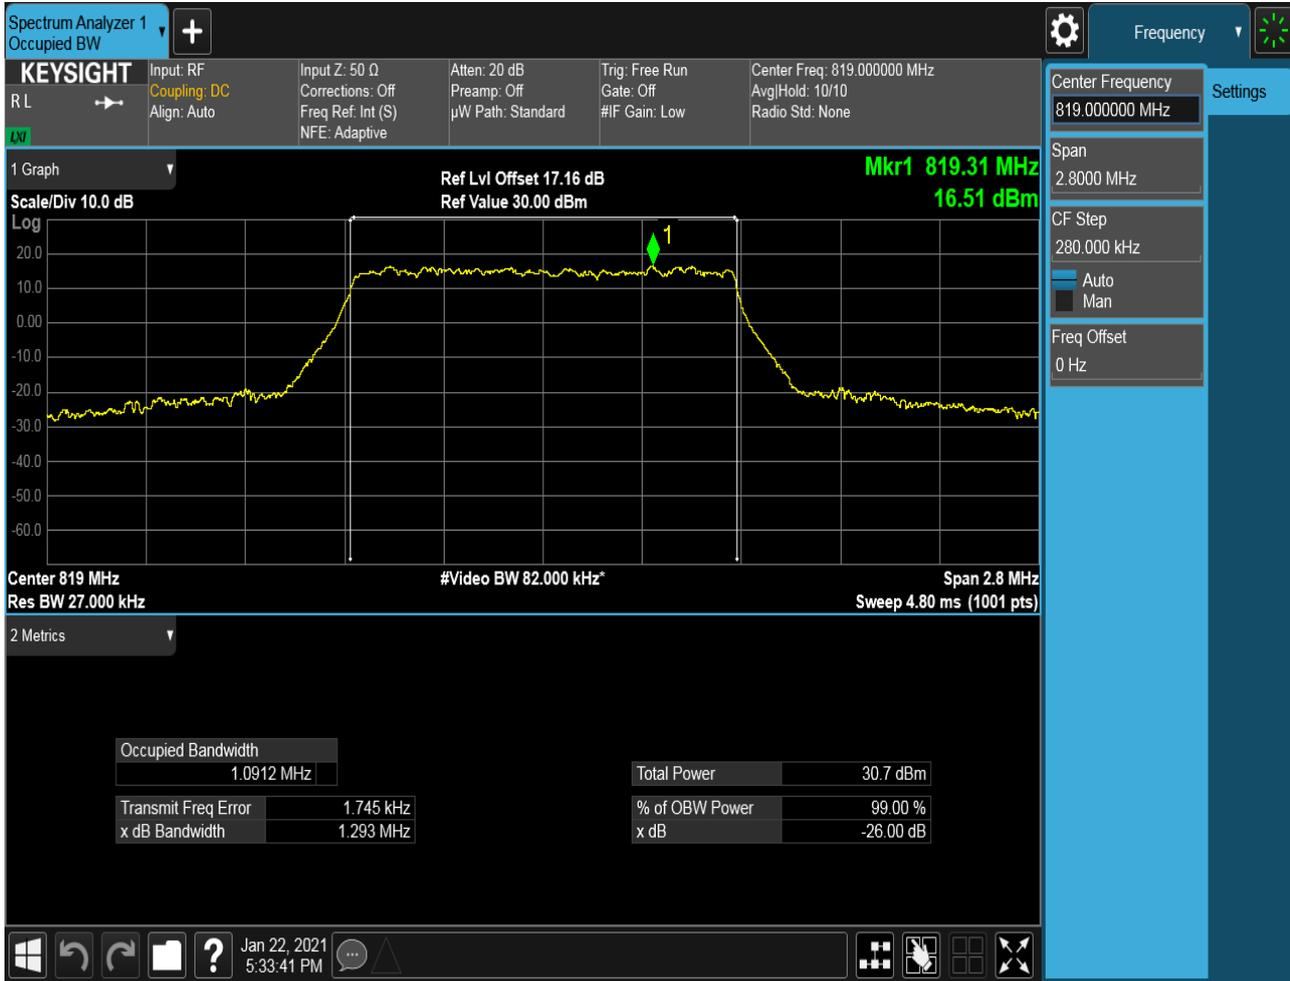 Spectrum Analyzer 1
Occupied BW
+
Frequency
KEYSIGHT
R L
LXI
Input: RF
Coupling: DC
Align: Auto
Input Z: 50 Ω
Corrections: Off
Freq Ref: Int (S)
NFE: Adaptive
Atten: 20 dB
Preamp: Off
µW Path: Standard
Trig: Free Run
Gate: Off
#IF Gain: Low
Center Freq: 819.000000 MHz
Avg|Hold: 10/10
Radio Std: None
Center Frequency
819.000000 MHz
Settings
Span
2.8000 MHz
CF Step
280.000 kHz
Auto
Man
Freq Offset
0 Hz
1 Graph
Scale/Div 10.0 dB
Ref Lvl Offset 17.16 dB
Ref Value 30.00 dBm
Mkr1 819.31 MHz
16.51 dBm
Log
1
20.0
10.0
0.00
-10.0
-20.0
-30.0
-40.0
-50.0
-60.0
Center 819 MHz
#Video BW 82.000 kHz*
Span 2.8 MHz
Res BW 27.000 kHz
Sweep 4.80 ms (1001 pts)
2 Metrics
Occupied Bandwidth
1.0912 MHz
Total Power 30.7 dBm
Transmit Freq Error 1.745 kHz
% of OBW Power 99.00 %
x dB Bandwidth 1.293 MHz
x dB -26.00 dB
?
Jan 22, 2021
5:33:41 PM